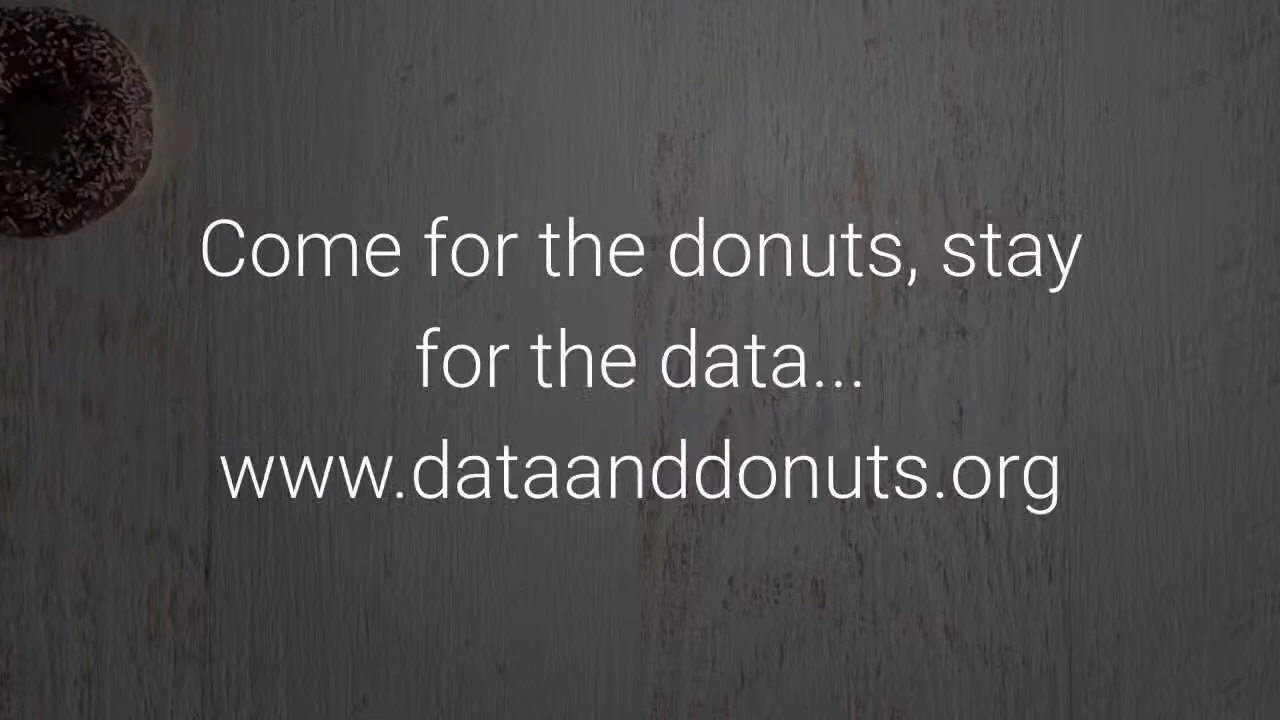 Come for the donuts, stay
for the data...
www.dataanddonuts.org